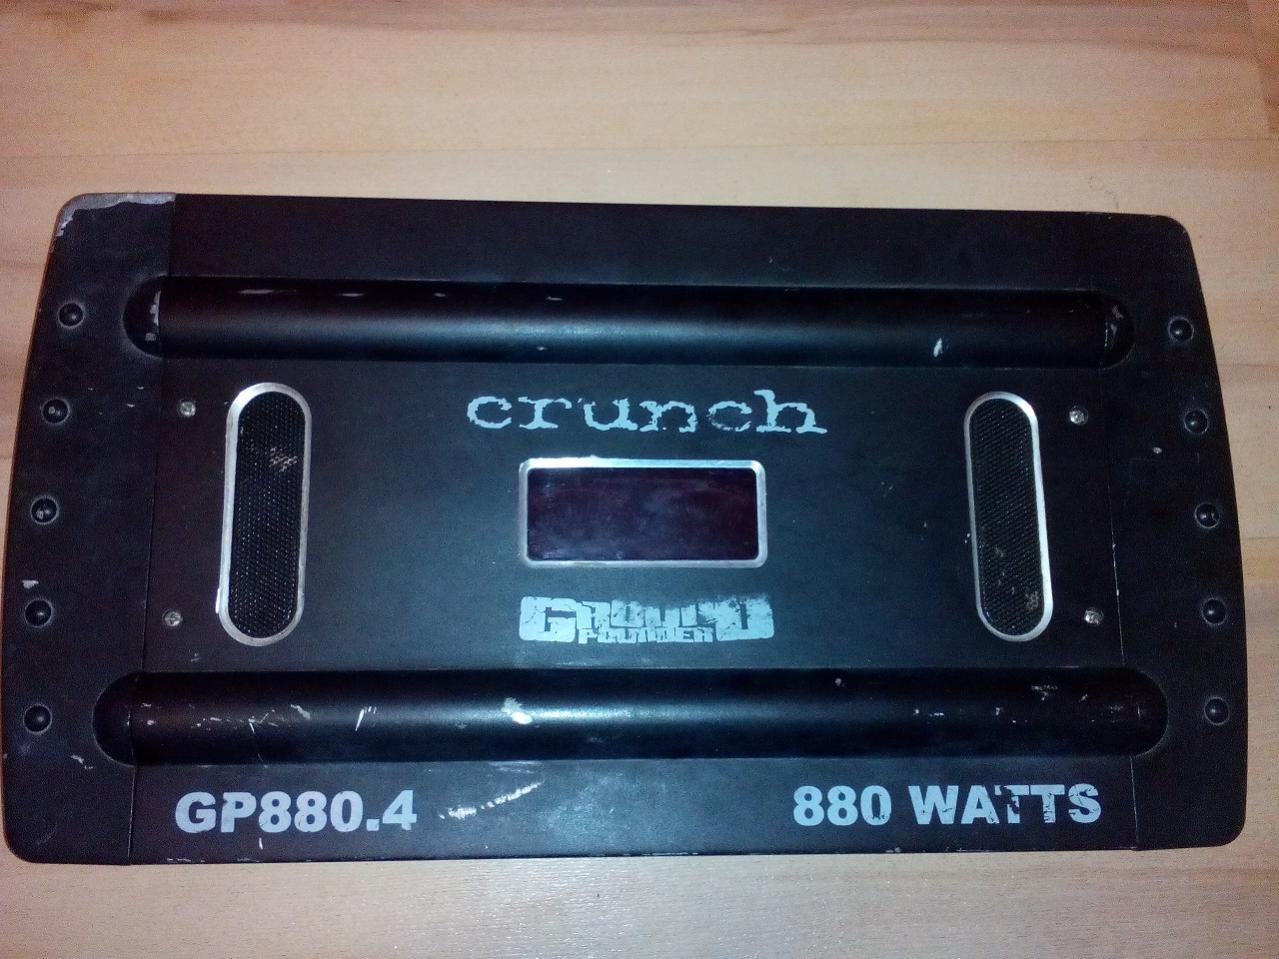 crunch
GROUND
POUNDER
GP880.4
880 WATTS